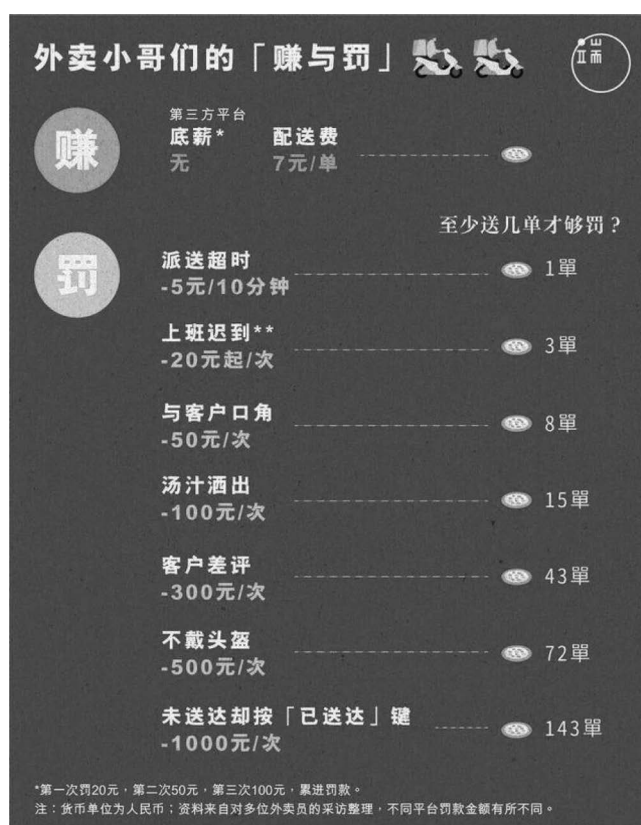 外卖小哥们的「赚与罚」
端
赚
第三方平台
底薪* 配送费
无 7元/单
至少送几单才够罚？
罚
派送超时
-5元/10分钟
1單
上班迟到**
-20元起/次
3單
与客户口角
-50元/次
8單
汤汁洒出
-100元/次
15單
客户差评
-300元/次
43單
不戴头盔
-500元/次
72單
未送达却按「已送达」键
-1000元/次
143單
*第一次罚20元，第二次50元，第三次100元，累进罚款。
注：货币单位为人民币；资料来自对多位外卖员的采访整理，不同平台罚款金额有所不同。